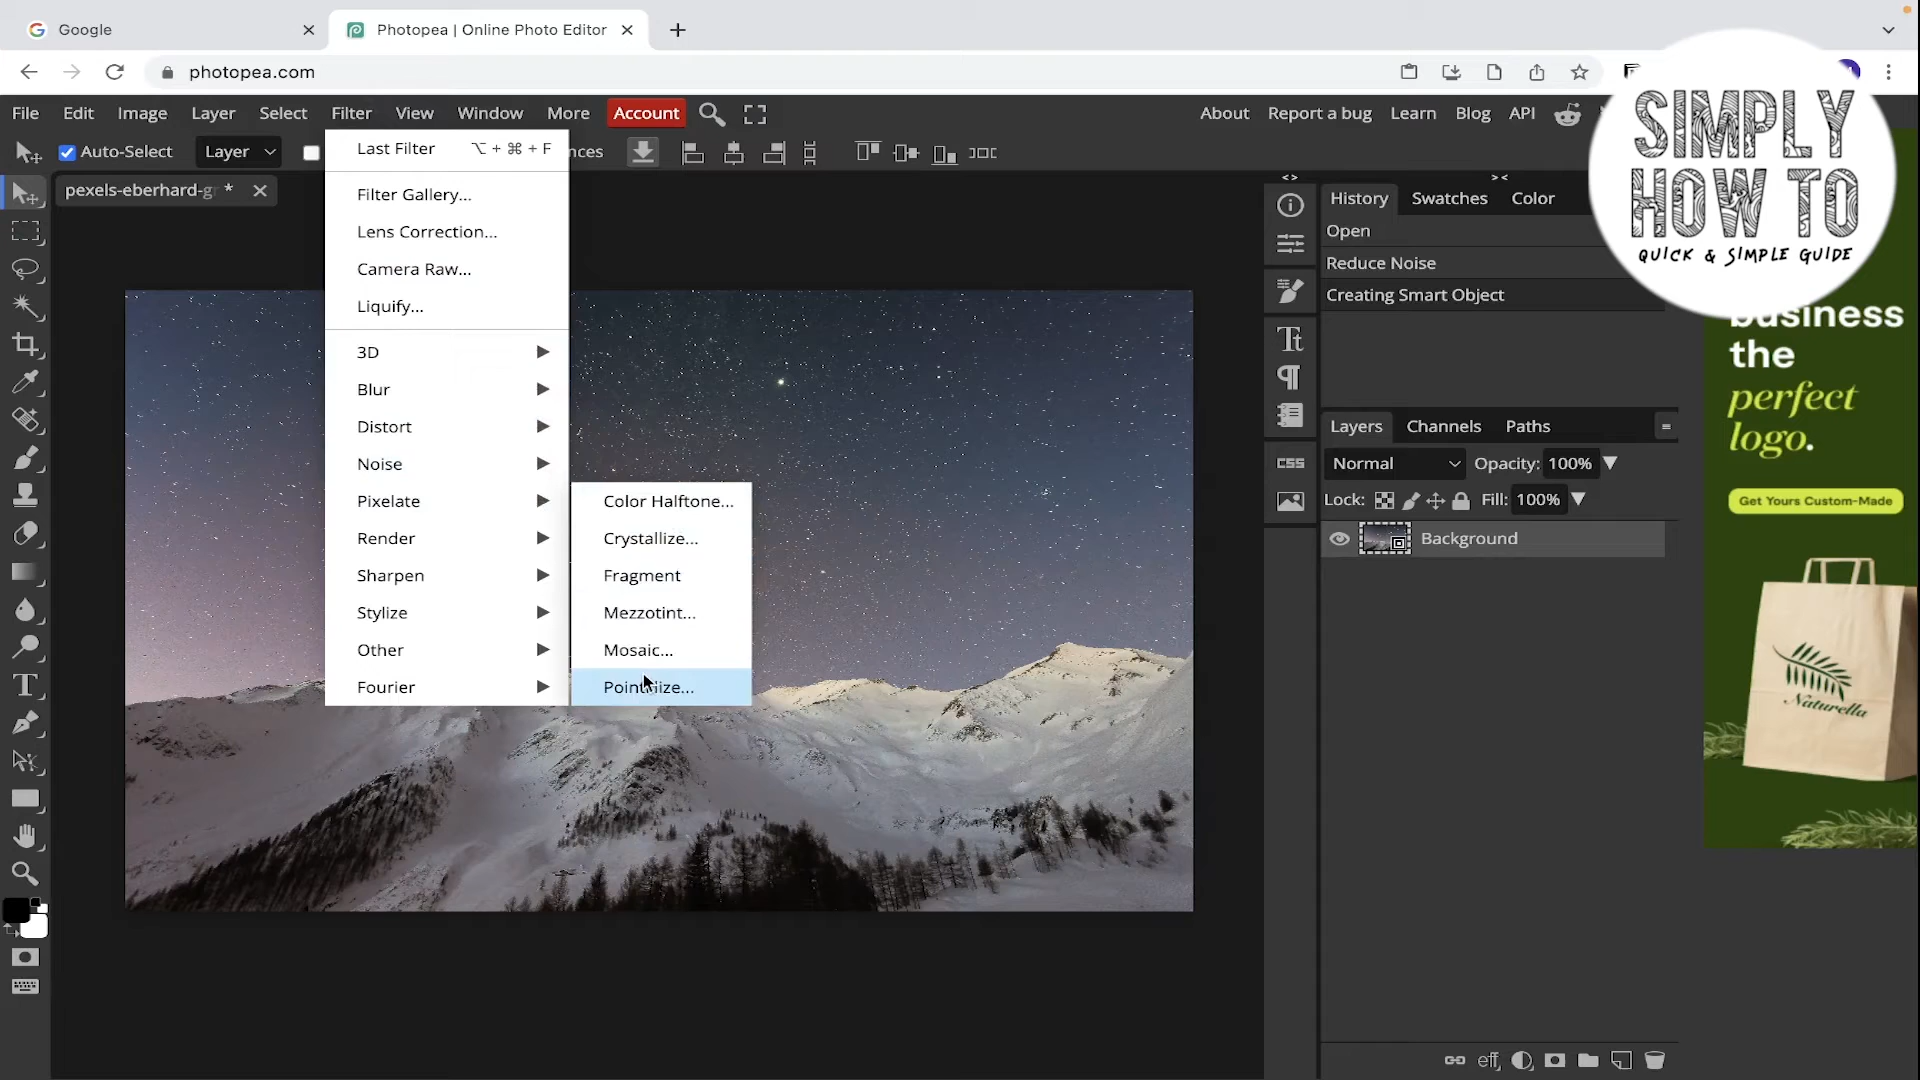 Google
Photopea | Online Photo Editor
photopea.com
File Edit Image Layer Select Filter View Window More Account
About Report a bug Learn Blog API
Auto-Select Layer nces
Last Filter ⌥ + ⌘ + F
Filter Gallery...
Lens Correction...
Camera Raw...
Liquify...
3D
Blur
Distort
Noise
Pixelate
Render
Sharpen
Stylize
Other
Fourier
Color Halftone...
Crystallize...
Fragment
Mezzotint...
Mosaic...
Pointillize...
pexels-eberhard-gr *
History Swatches Color
Open
Reduce Noise
Creating Smart Object
CSS
Layers Channels Paths
Normal Opacity: 100%
Lock: Fill: 100%
Background
eff
SIMPLY
HOW TO
QUICK & SIMPLE GUIDE
business
the
perfect
logo.
Get Yours Custom-Made
Naturella